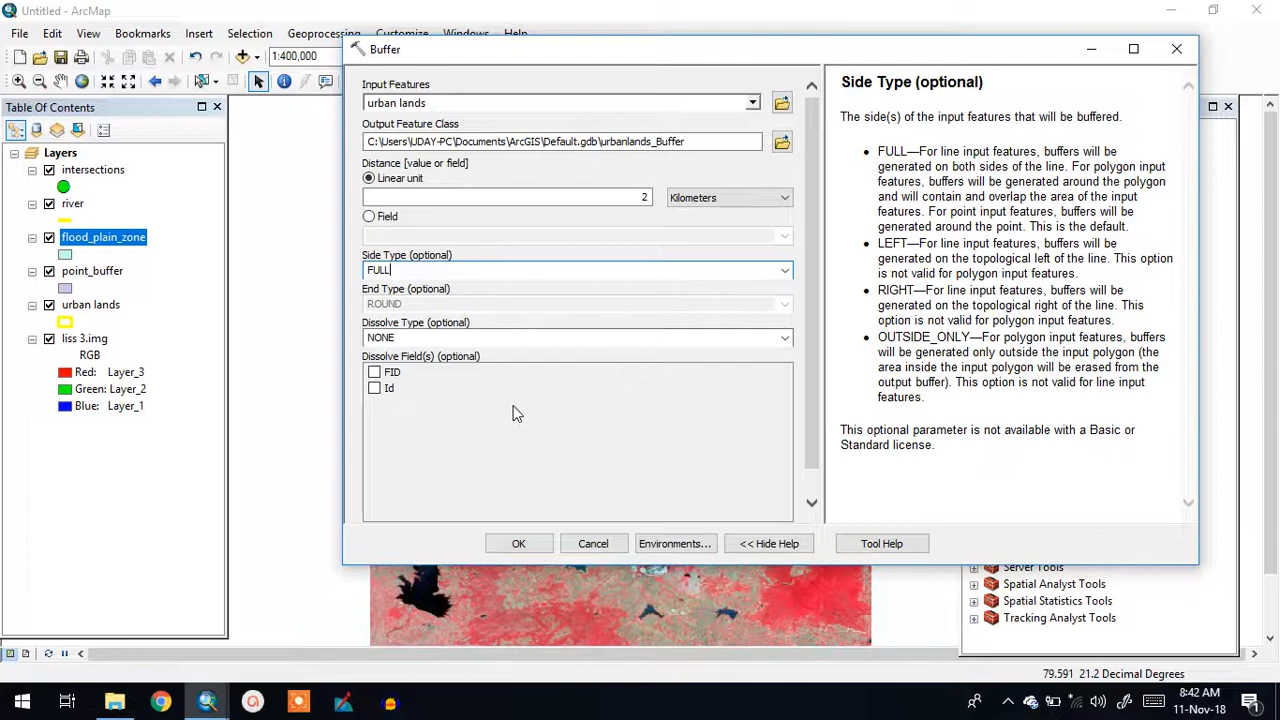 Untitled - ArcMap
File Edit View Bookmarks Insert Selection Geoprocessing Customize Windows Help
1:400,000
Table Of Contents
Layers
intersections
river
flood_plain_zone
point_buffer
urban lands
liss 3.img
RGB
Red: Layer_3
Green: Layer_2
Blue: Layer_1
Buffer
Input Features
urban lands
Output Feature Class
C:\Users\UDAY-PC\Documents\ArcGIS\Default.gdb\urbanlands_Buffer
Distance [value or field]
Linear unit
2 Kilometers
Field
Side Type (optional)
FULL
End Type (optional)
ROUND
Dissolve Type (optional)
NONE
Dissolve Field(s) (optional)
FID
Id
OK Cancel Environments... << Hide Help Tool Help
Side Type (optional)
The side(s) of the input features that will be buffered.
FULL—For line input features, buffers will be
generated on both sides of the line. For polygon input
features, buffers will be generated around the polygon
and will contain and overlap the area of the input
features. For point input features, buffers will be
generated around the point. This is the default.
LEFT—For line input features, buffers will be
generated on the topological left of the line. This option
is not valid for polygon input features.
RIGHT—For line input features, buffers will be
generated on the topological right of the line. This
option is not valid for polygon input features.
OUTSIDE_ONLY—For polygon input features, buffers
will be generated only outside the input polygon (the
area inside the input polygon will be erased from the
output buffer). This option is not valid for line input
features.
This optional parameter is not available with a Basic or
Standard license.
Server Tools
Spatial Analyst Tools
Spatial Statistics Tools
Tracking Analyst Tools
79.591 21.2 Decimal Degrees
8:42 AM
11-Nov-18